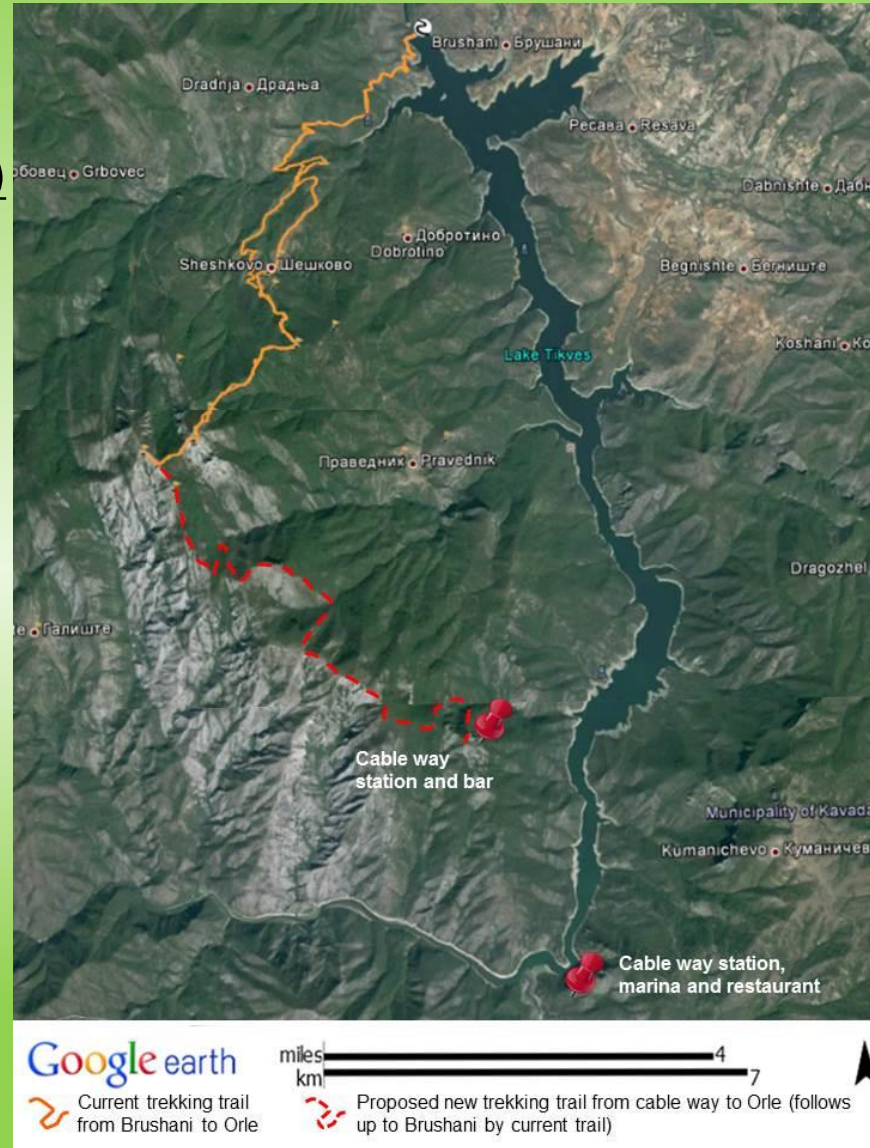 Brushani Брушани
Dradnja Драдња
Ресава Resava
обовец Grbovec
Dabnishte Дабн
Добротино
Dobrotino
Sheshkovo Шешково
Begnishte Бегниште
Koshani Ко
Lake Tikves
Праведник Pravednik
Dragozhel
te Галиште
Cable way
station and bar
Municipality of Kavada
Kumanichevo Куманичев
Cable way station,
marina and restaurant
Google earth
miles 4
km 7
Current trekking trail
from Brushani to Orle
Proposed new trekking trail from cable way to Orle (follows
up to Brushani by current trail)
)